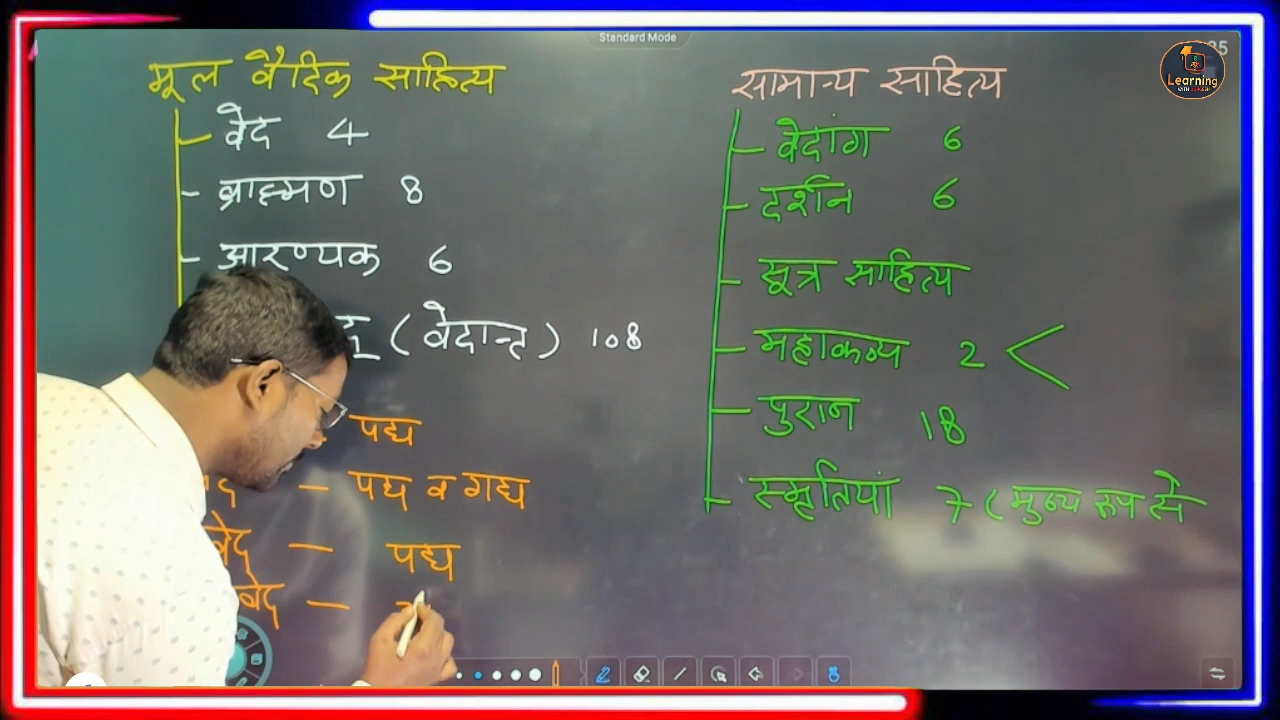 Standard Mode
Learning
मूल वैदिक साहित्य
वेद 4
ब्राह्मण 8
आरण्यक 6
(वेदान्त) 108
पद्य
— पद्य व गद्य
वेद — पद्य
वेद —
सामान्य साहित्य
वेदांग 6
दर्शन 6
सूत्र साहित्य
महाकव्य 2 <
पुरान 18
स्मृतियां 7 (मुख्य रूप से